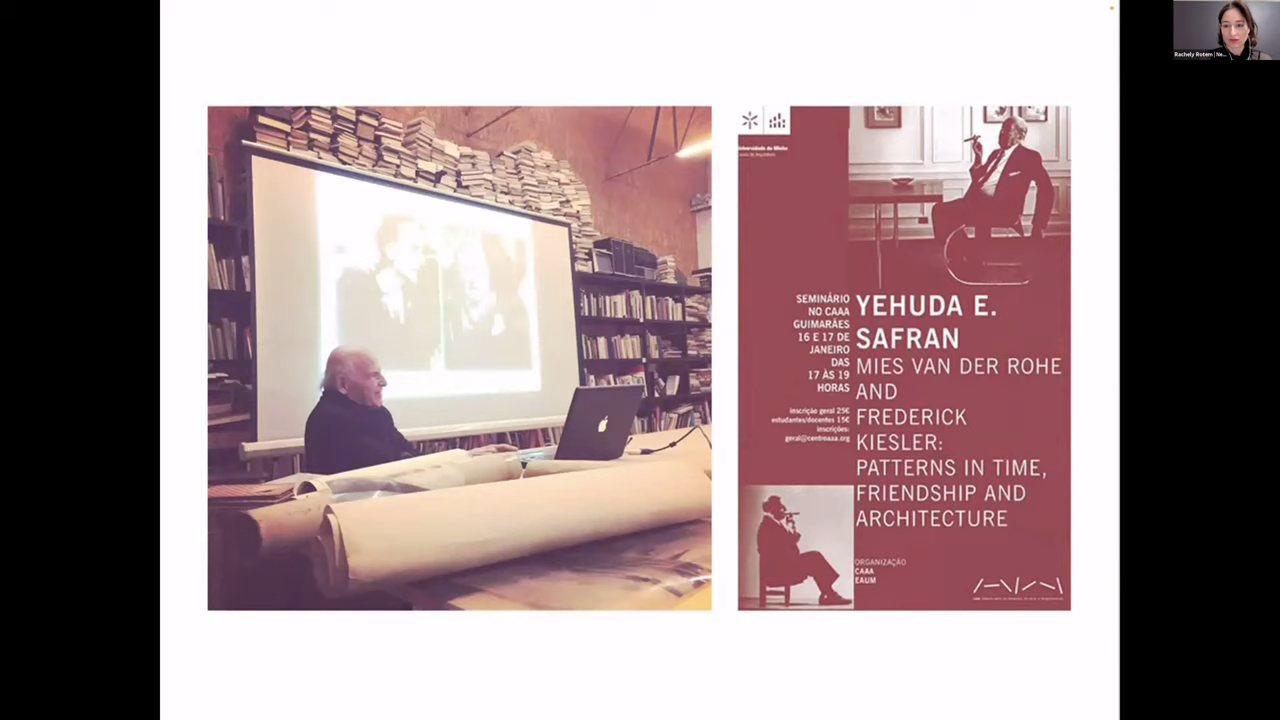 Rachely Rotem | Ne...
Universidade do Minho
SEMINÁRIO
NO CAAA
GUIMARÃES
16 E 17 DE
JANEIRO
DAS
17 ÀS 19
HORAS
inscrição geral 25€
estudantes/docentes 15€
inscrições:
geral@centroaaa.org
YEHUDA E.
SAFRAN
MIES VAN DER ROHE
AND
FREDERICK
KIESLER:
PATTERNS IN TIME,
FRIENDSHIP AND
ARCHITECTURE
ORGANIZAÇÃO
CAAA
EAUM